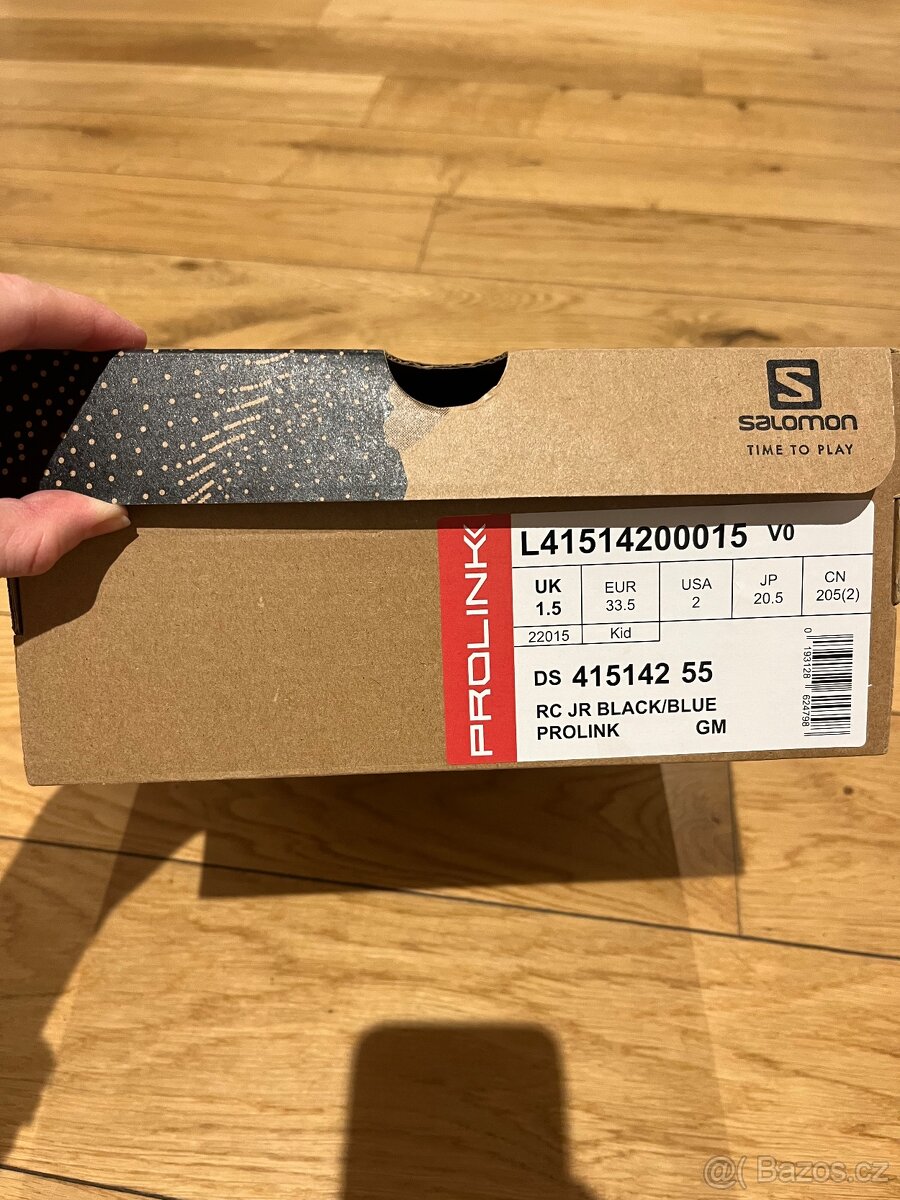 S
salomon
TIME TO PLAY
PROLINK
L41514200015 V0
UK EUR USA JP CN
1.5 33.5 2 20.5 205(2)
22015 Kid
DS 415142 55
RC JR BLACK/BLUE
PROLINK GM
0 193128 624798
@( Bazos.cz